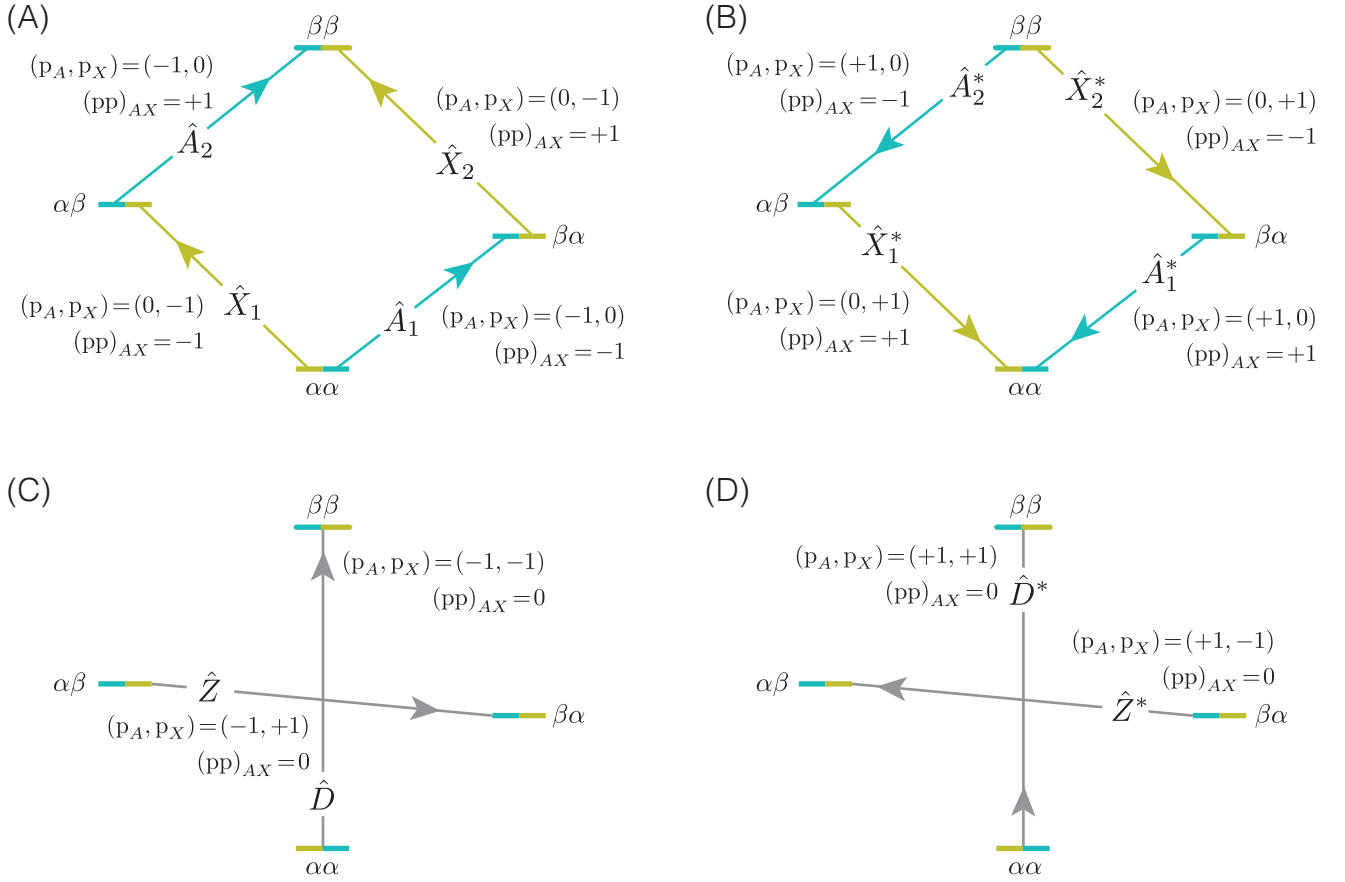 (A)
ββ
(p_A, p_X)=(−1, 0)
(pp)_AX=+1
(p_A, p_X)=(0, −1)
(pp)_AX=+1
Â_2
X̂_2
αβ
βα
(p_A, p_X)=(0, −1)
(pp)_AX=−1
X̂_1
Â_1
(p_A, p_X)=(−1, 0)
(pp)_AX=−1
αα
(B)
ββ
(p_A, p_X)=(+1, 0)
(pp)_AX=−1
Â_2^*
X̂_2^*
(p_A, p_X)=(0, +1)
(pp)_AX=−1
αβ
βα
X̂_1^*
Â_1^*
(p_A, p_X)=(0, +1)
(pp)_AX=+1
(p_A, p_X)=(+1, 0)
(pp)_AX=+1
αα
(C)
ββ
(p_A, p_X)=(−1, −1)
(pp)_AX=0
αβ
Ẑ
βα
(p_A, p_X)=(−1, +1)
(pp)_AX=0
D̂
αα
(D)
ββ
(p_A, p_X)=(+1, +1)
(pp)_AX=0
D̂^*
(p_A, p_X)=(+1, −1)
(pp)_AX=0
αβ
Ẑ^*
βα
αα